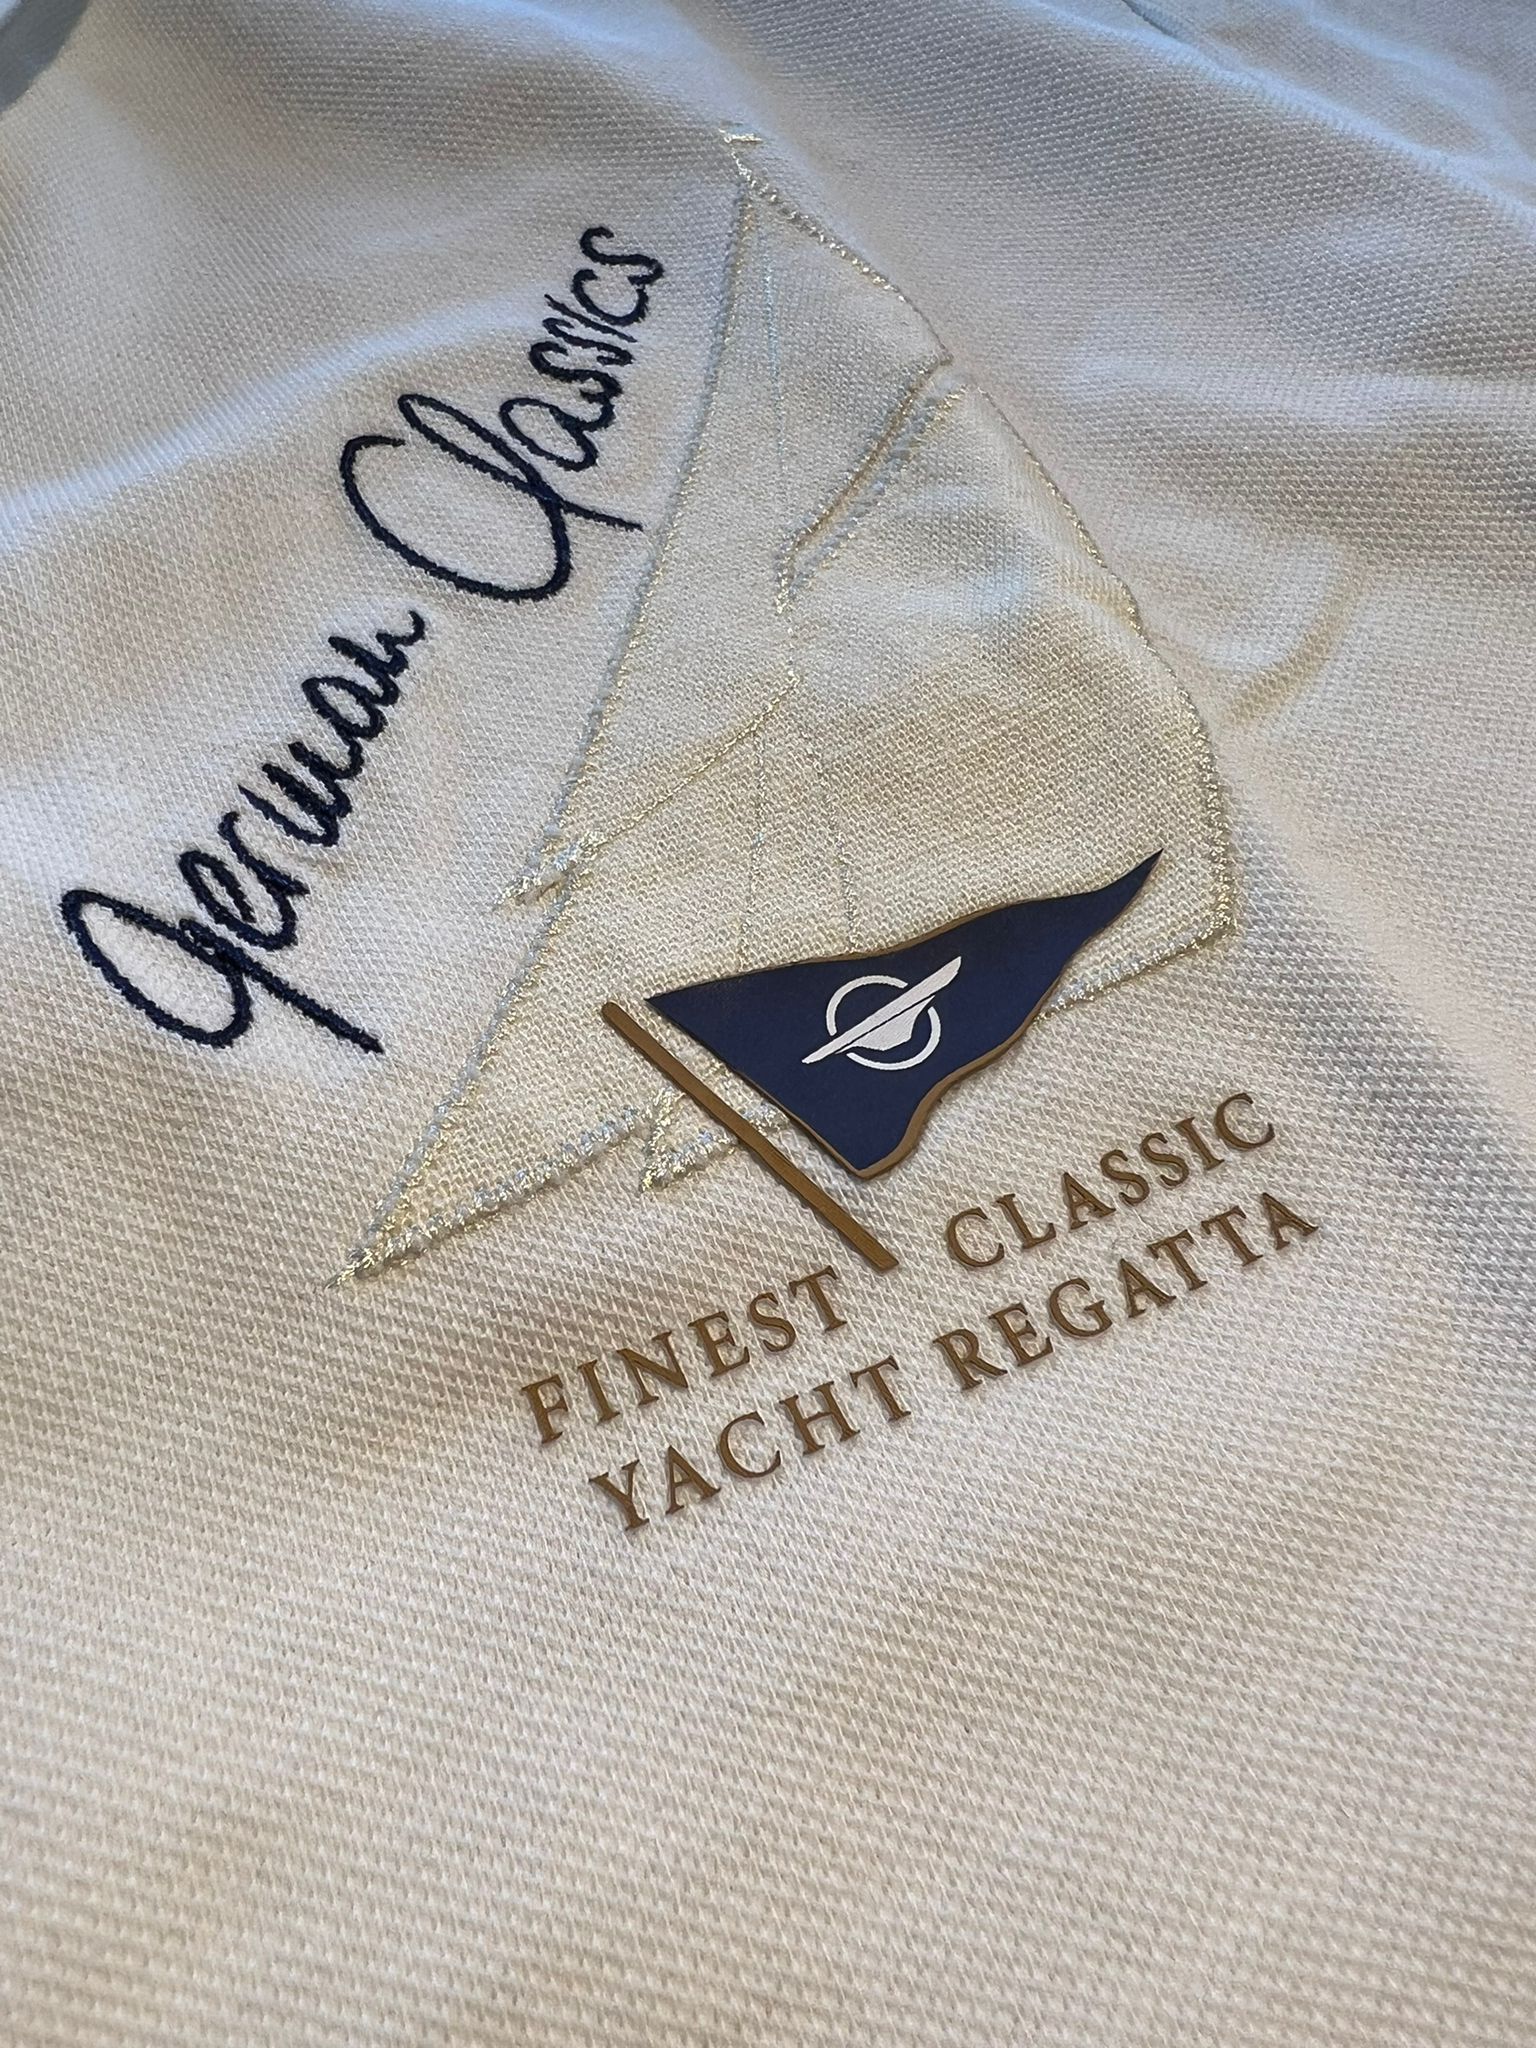 German Classics
FINEST CLASSIC
YACHT REGATTA